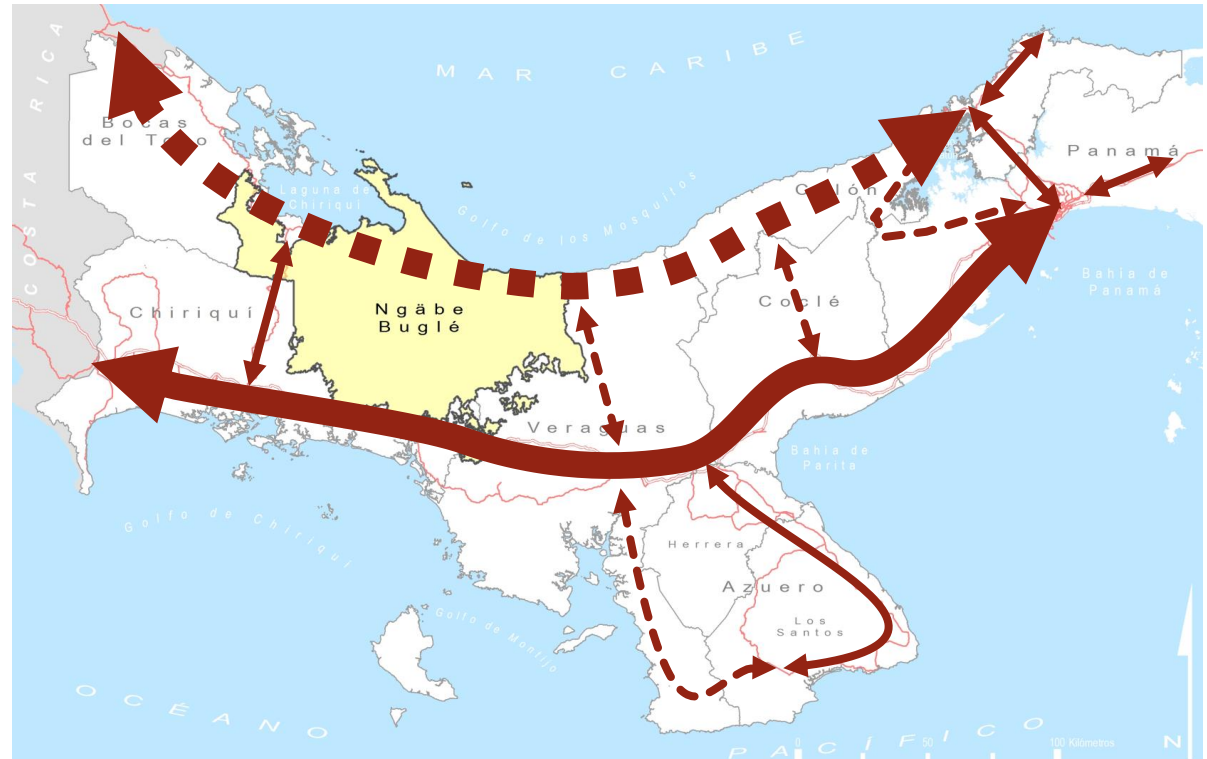 MAR CARIBE
COSTA RICA
Bocas
del Toro
Laguna de
Chiriquí
Golfo de los Mosquitos
Colón
Panamá
Bahía de
Panamá
Chiriquí
Ngäbe
Buglé
Coclé
Veraguas
Bahía de
Parita
Golfo de Chiriquí
Herrera
Azuero
Los
Santos
Golfo de Montijo
OCÉANO
PACÍFICO
0
50
100 Kilómetros
N